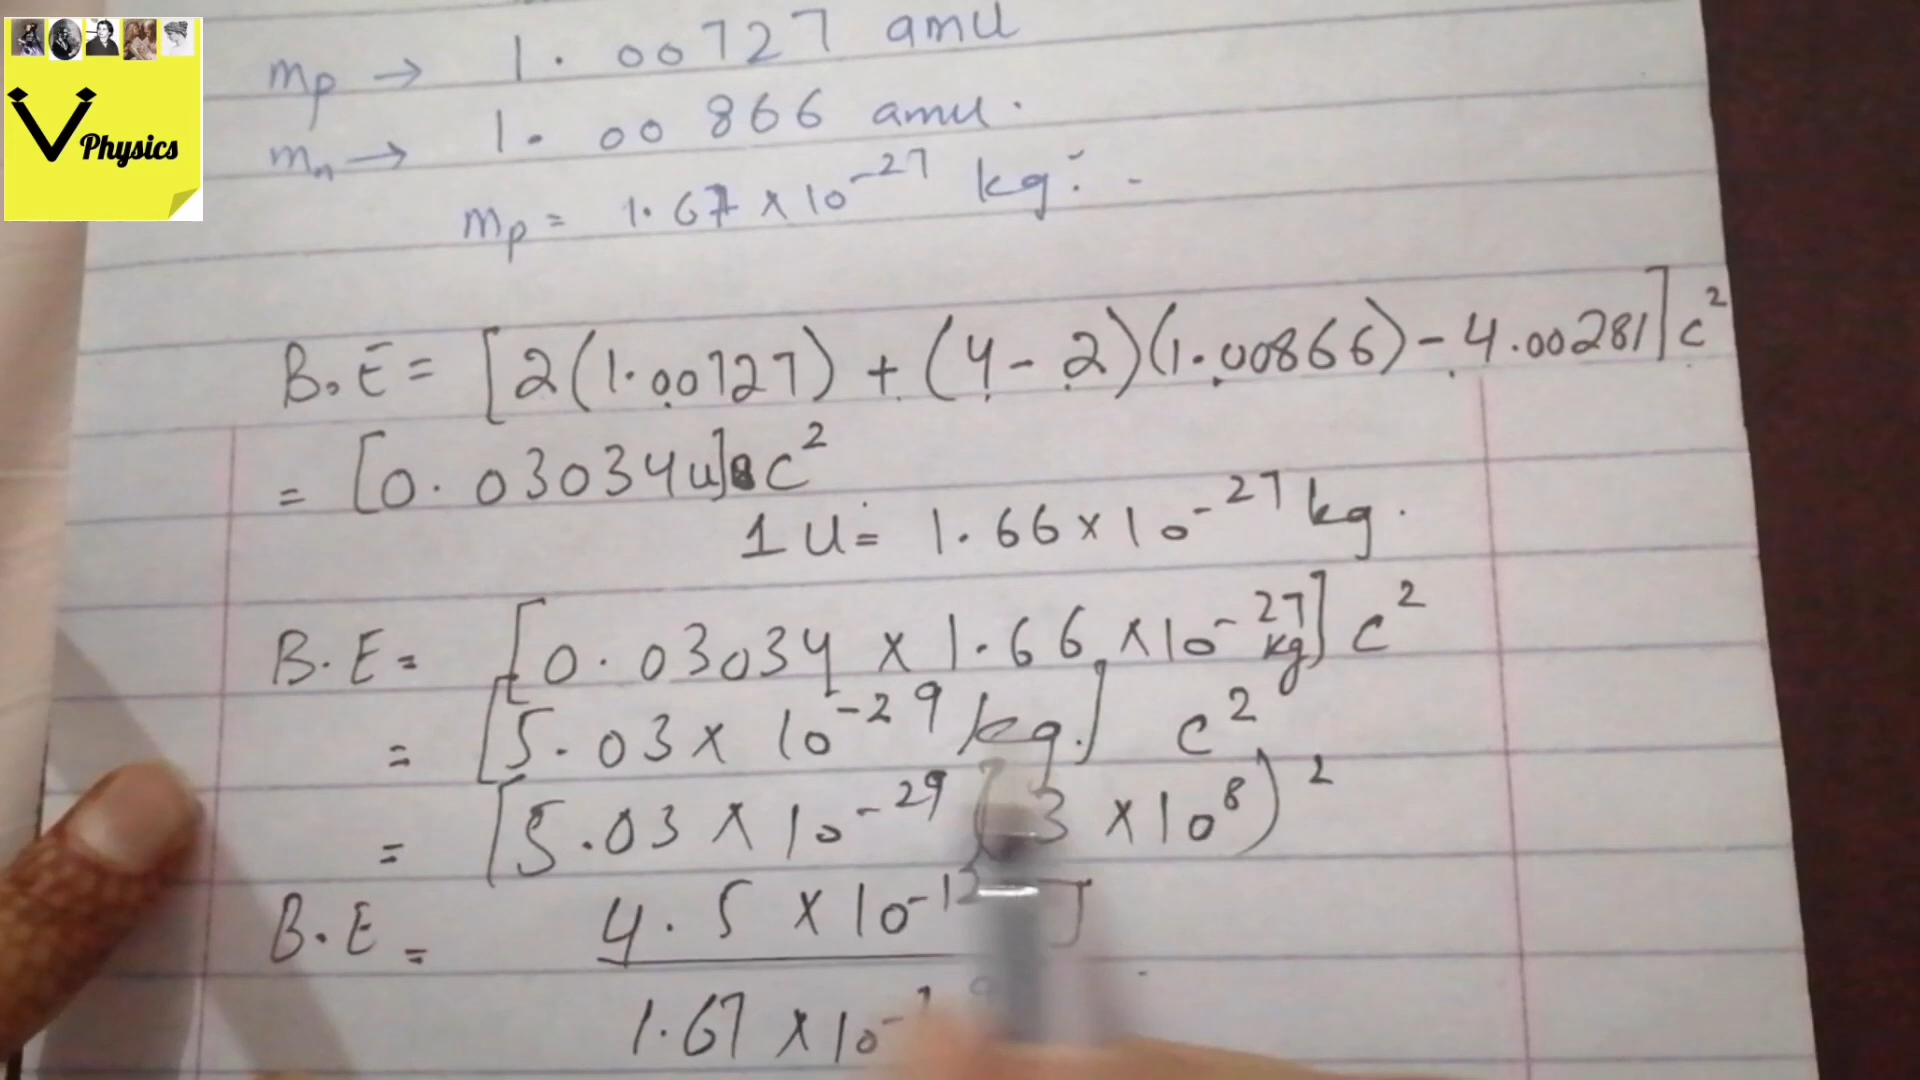 V Physics
mp → 1.00727 amu
mn → 1.00866 amu.
mp = 1.67 x 10⁻²⁷ kg
B.E = [2(1.00727) + (4-2)(1.00866) - 4.00281]c²
= [0.03034u]c²
1U = 1.66 x 10⁻²⁷ kg.
B.E = [0.03034 x 1.66 x 10⁻²⁷ kg] c²
= [5.03 x 10⁻²⁹ kg.] c²
= [5.03 x 10⁻²⁹ (3 x 10⁸)²
B.E = 4.5 x 10⁻¹² J
1.67 x 10